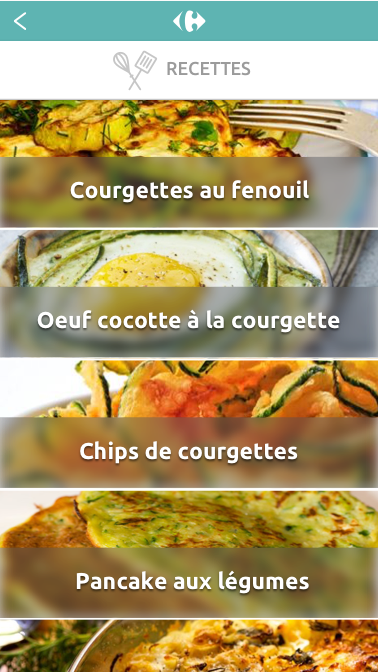 RECETTES
Courgettes au fenouil
Oeuf cocotte à la courgette
Chips de courgettes
Pancake aux légumes